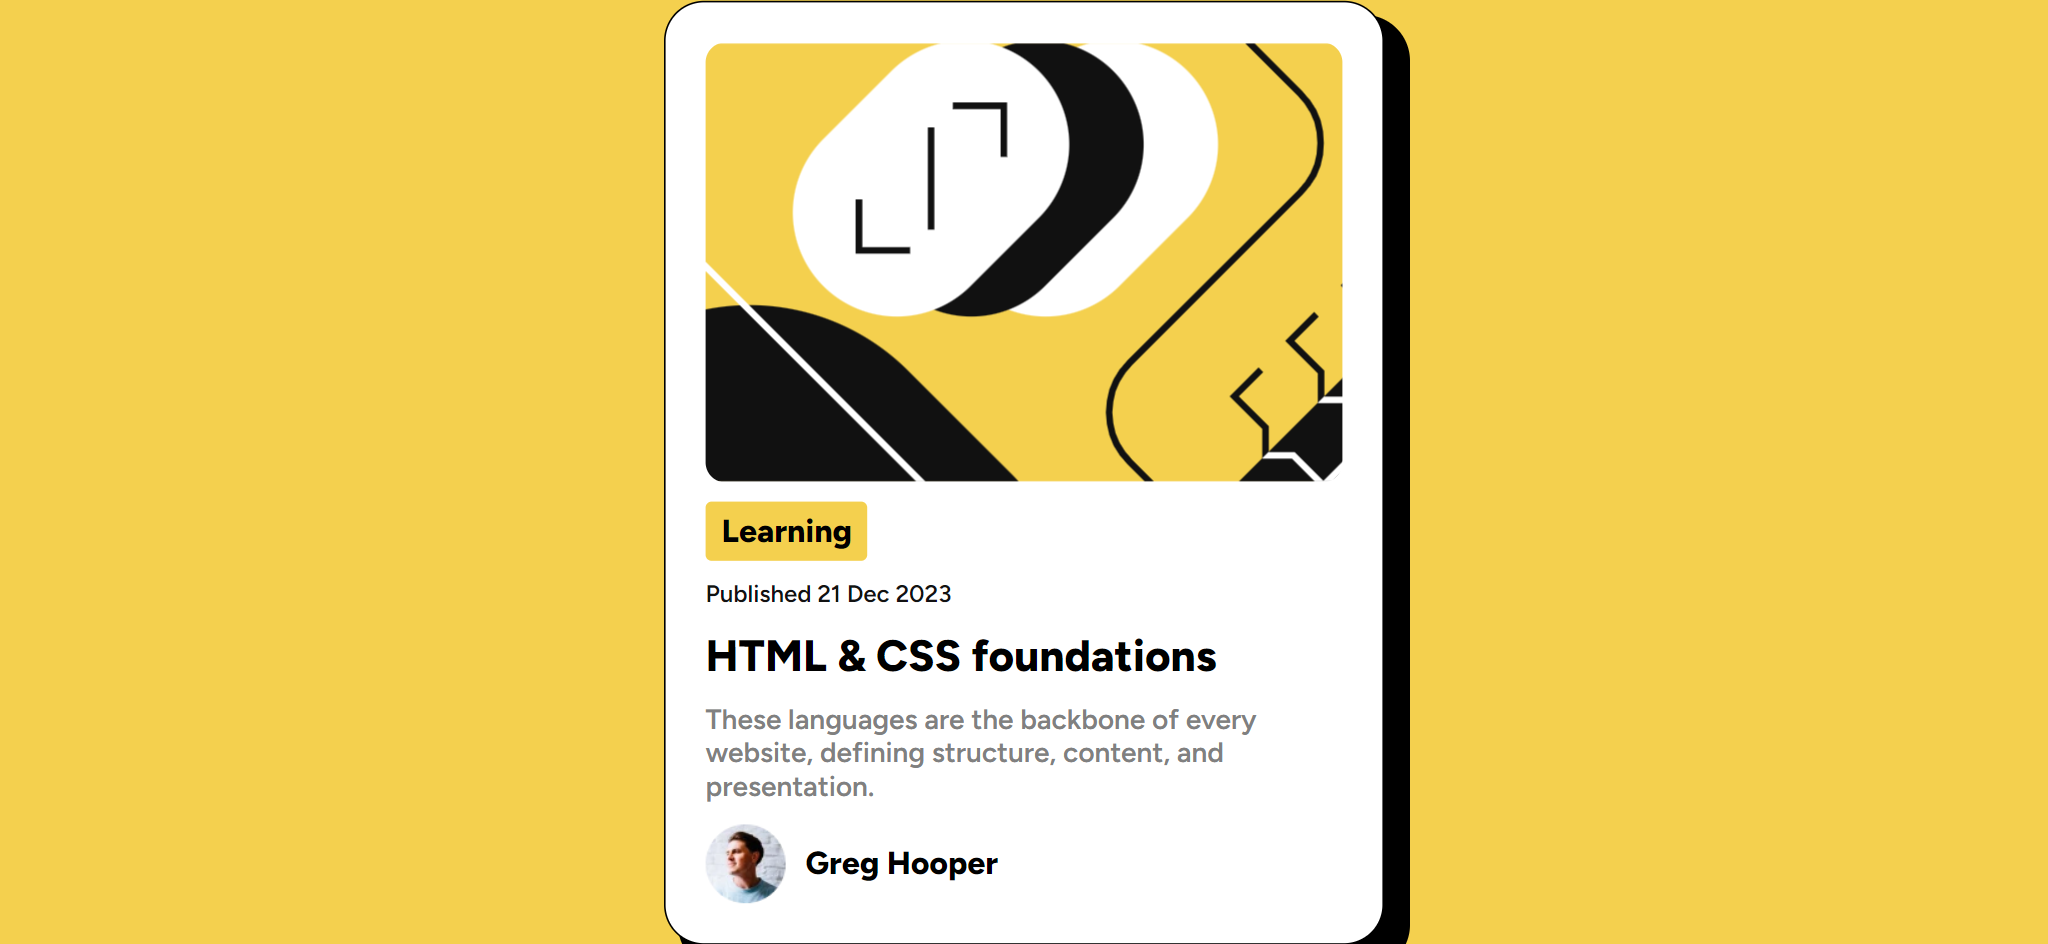 Learning
Published 21 Dec 2023
HTML & CSS foundations
These languages are the backbone of every
website, defining structure, content, and
presentation.
Greg Hooper